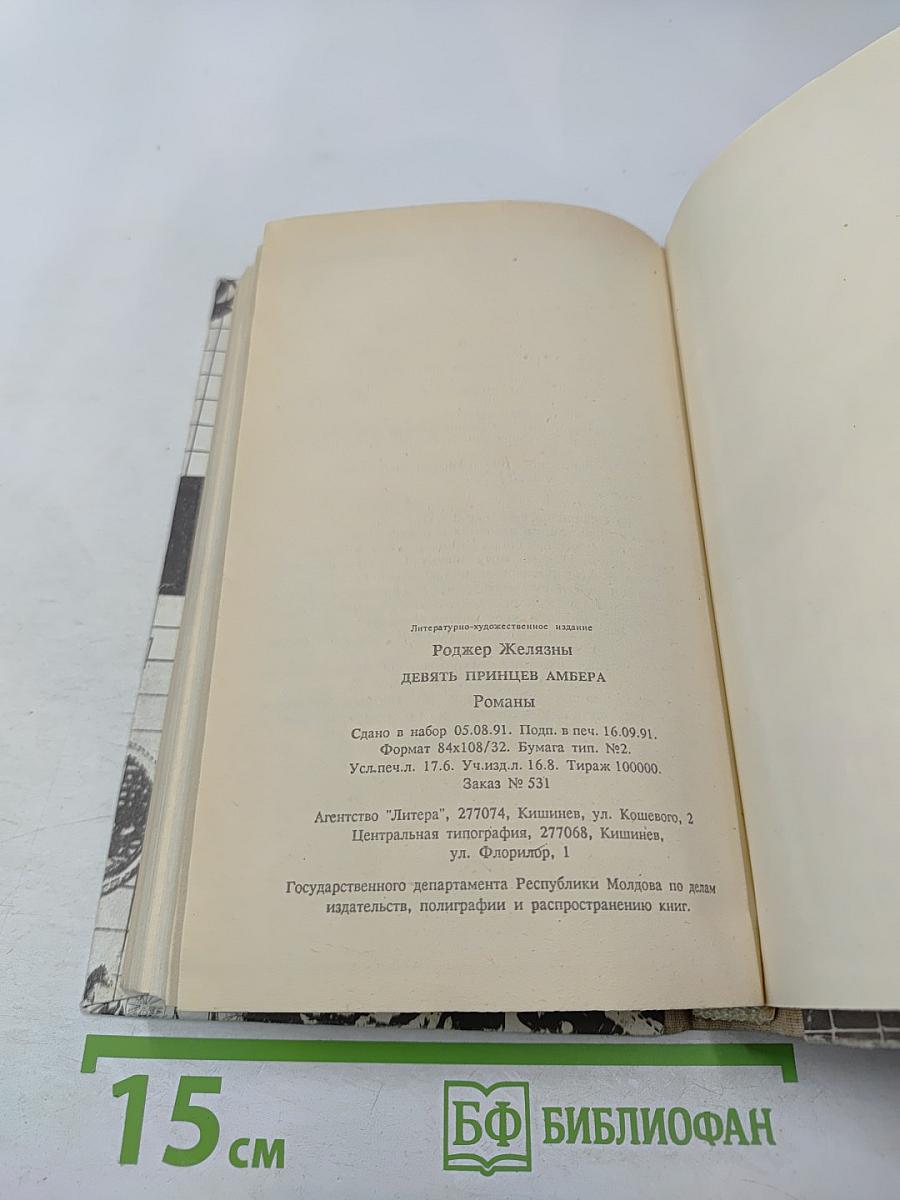 Литературно-художественное издание
Роджер Желязны
ДЕВЯТЬ ПРИНЦЕВ АМБЕРА
Романы
Сдано в набор 05.08.91. Подп. в печ. 16.09.91.
Формат 84x108/32. Бумага тип. №2.
Усл.печ.л. 17.6. Уч.изд.л. 16.8. Тираж 100000.
Заказ № 531
Агентство "Литера", 277074, Кишинев, ул. Кошевого, 2
Центральная типография, 277068, Кишинев,
ул. Флорилор, 1
Государственного департамента Республики Молдова по делам
издательств, полиграфии и распространению книг.
15 см
БФ БИБЛИОФАН